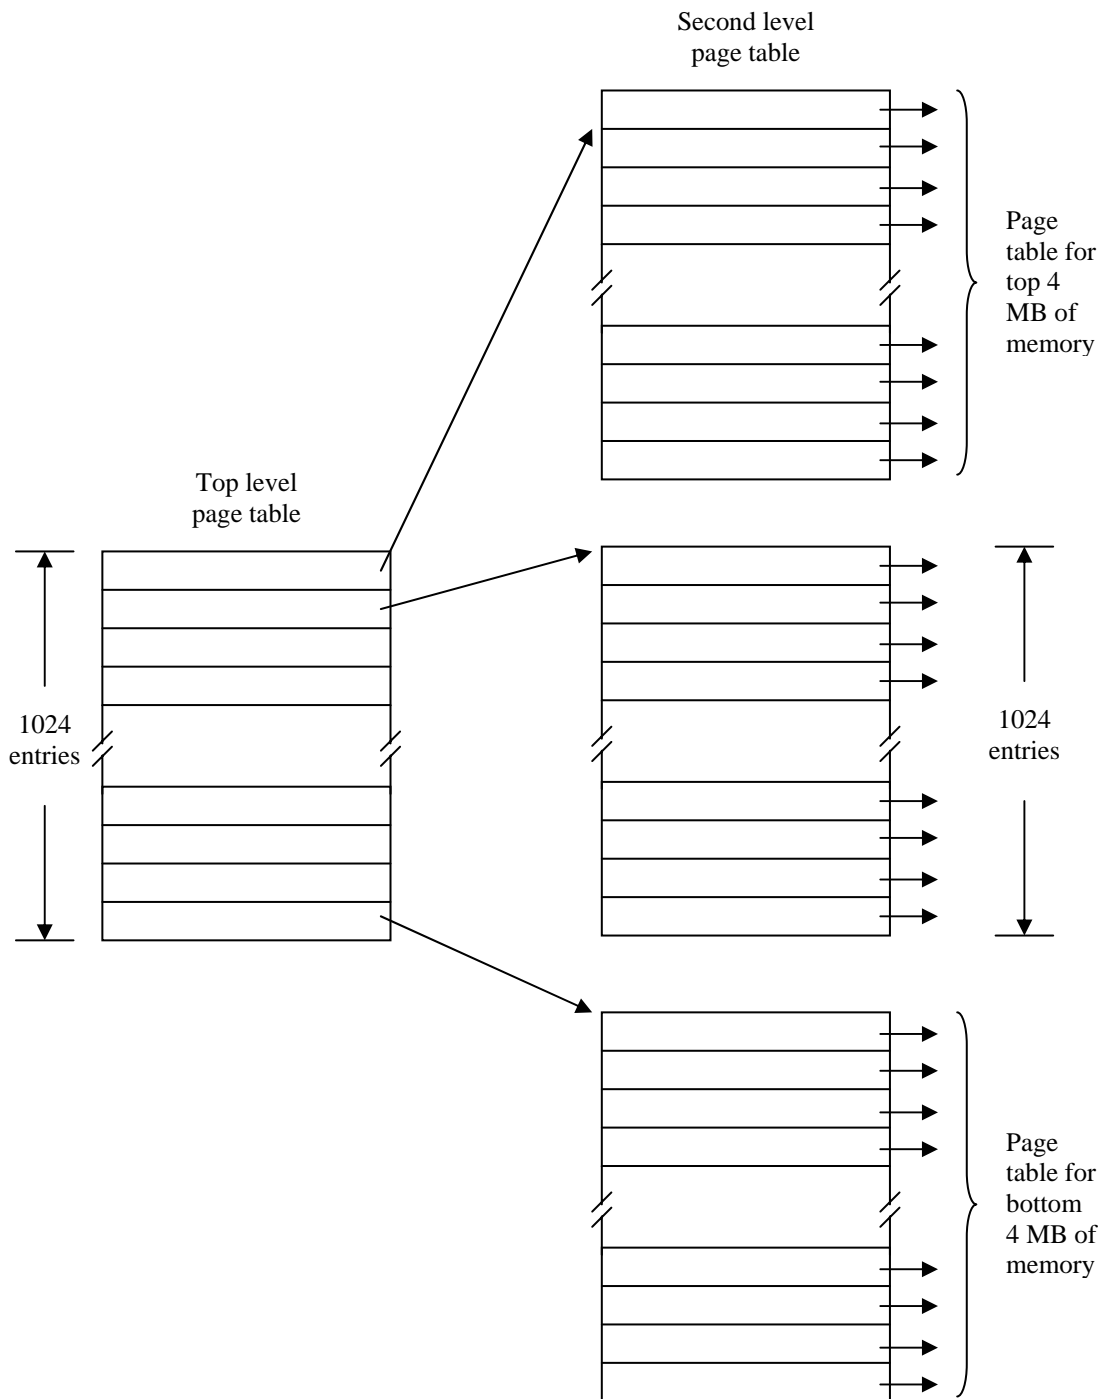 Second level
page table
Page
table for
top 4
MB of
memory
Top level
page table
1024
entries
1024
entries
Page
table for
bottom
4 MB of
memory